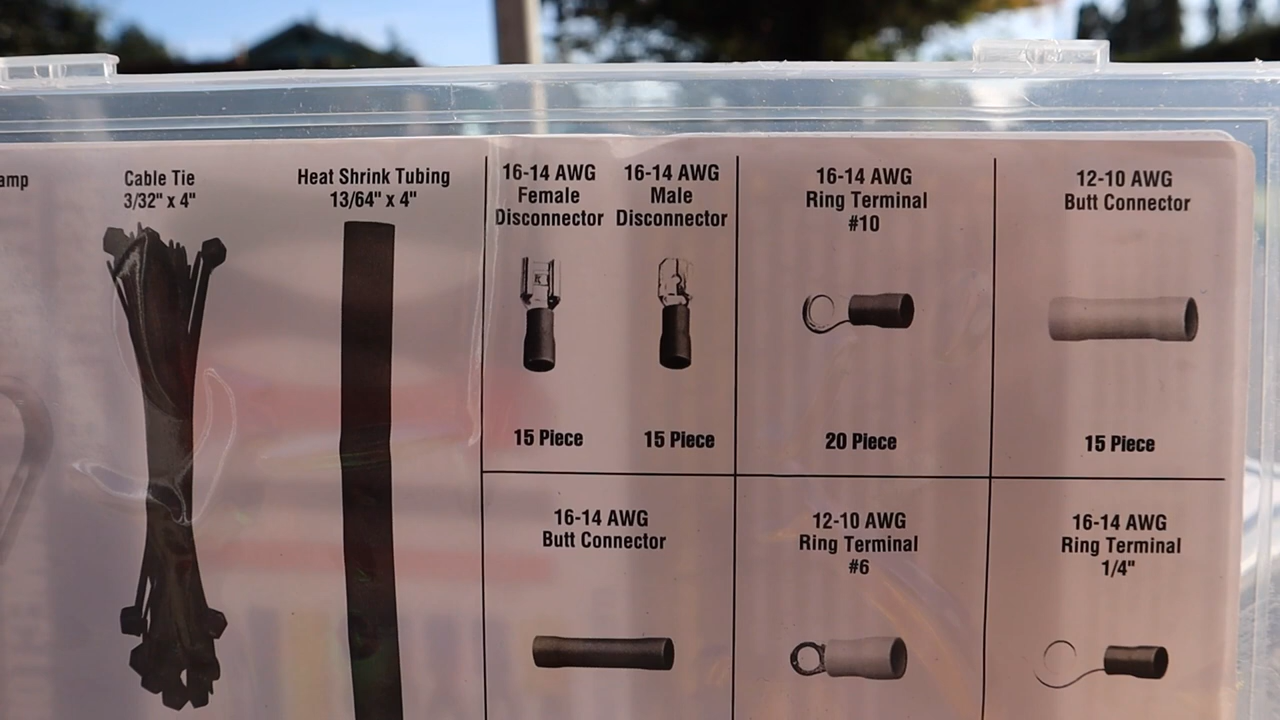 amp
Cable Tie
3/32" x 4"
Heat Shrink Tubing
13/64" x 4"
16-14 AWG
Female
Disconnector
16-14 AWG
Male
Disconnector
15 Piece
15 Piece
16-14 AWG
Ring Terminal
#10
20 Piece
12-10 AWG
Butt Connector
15 Piece
16-14 AWG
Butt Connector
12-10 AWG
Ring Terminal
#6
16-14 AWG
Ring Terminal
1/4"